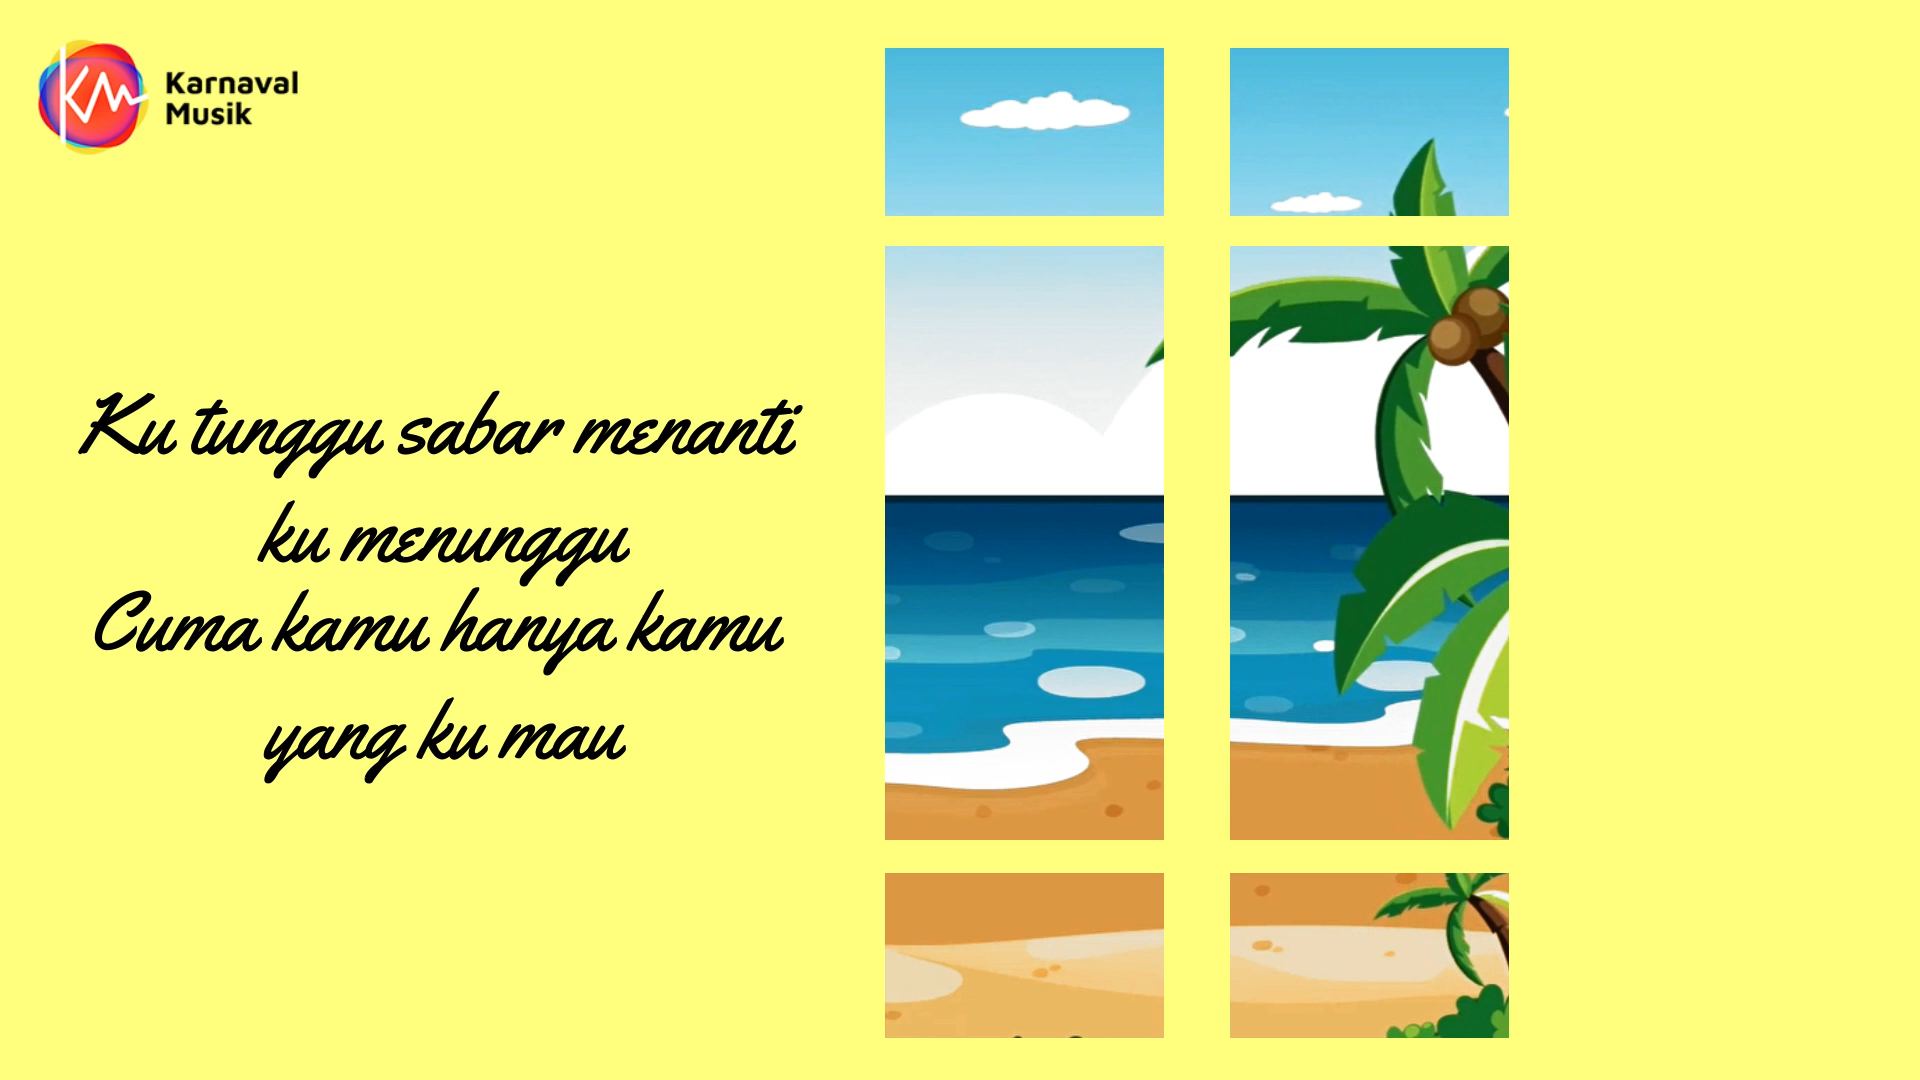 Karnaval
Musik
Ku tunggu sabar menanti
ku menunggu
Cuma kamu hanya kamu
yang ku mau